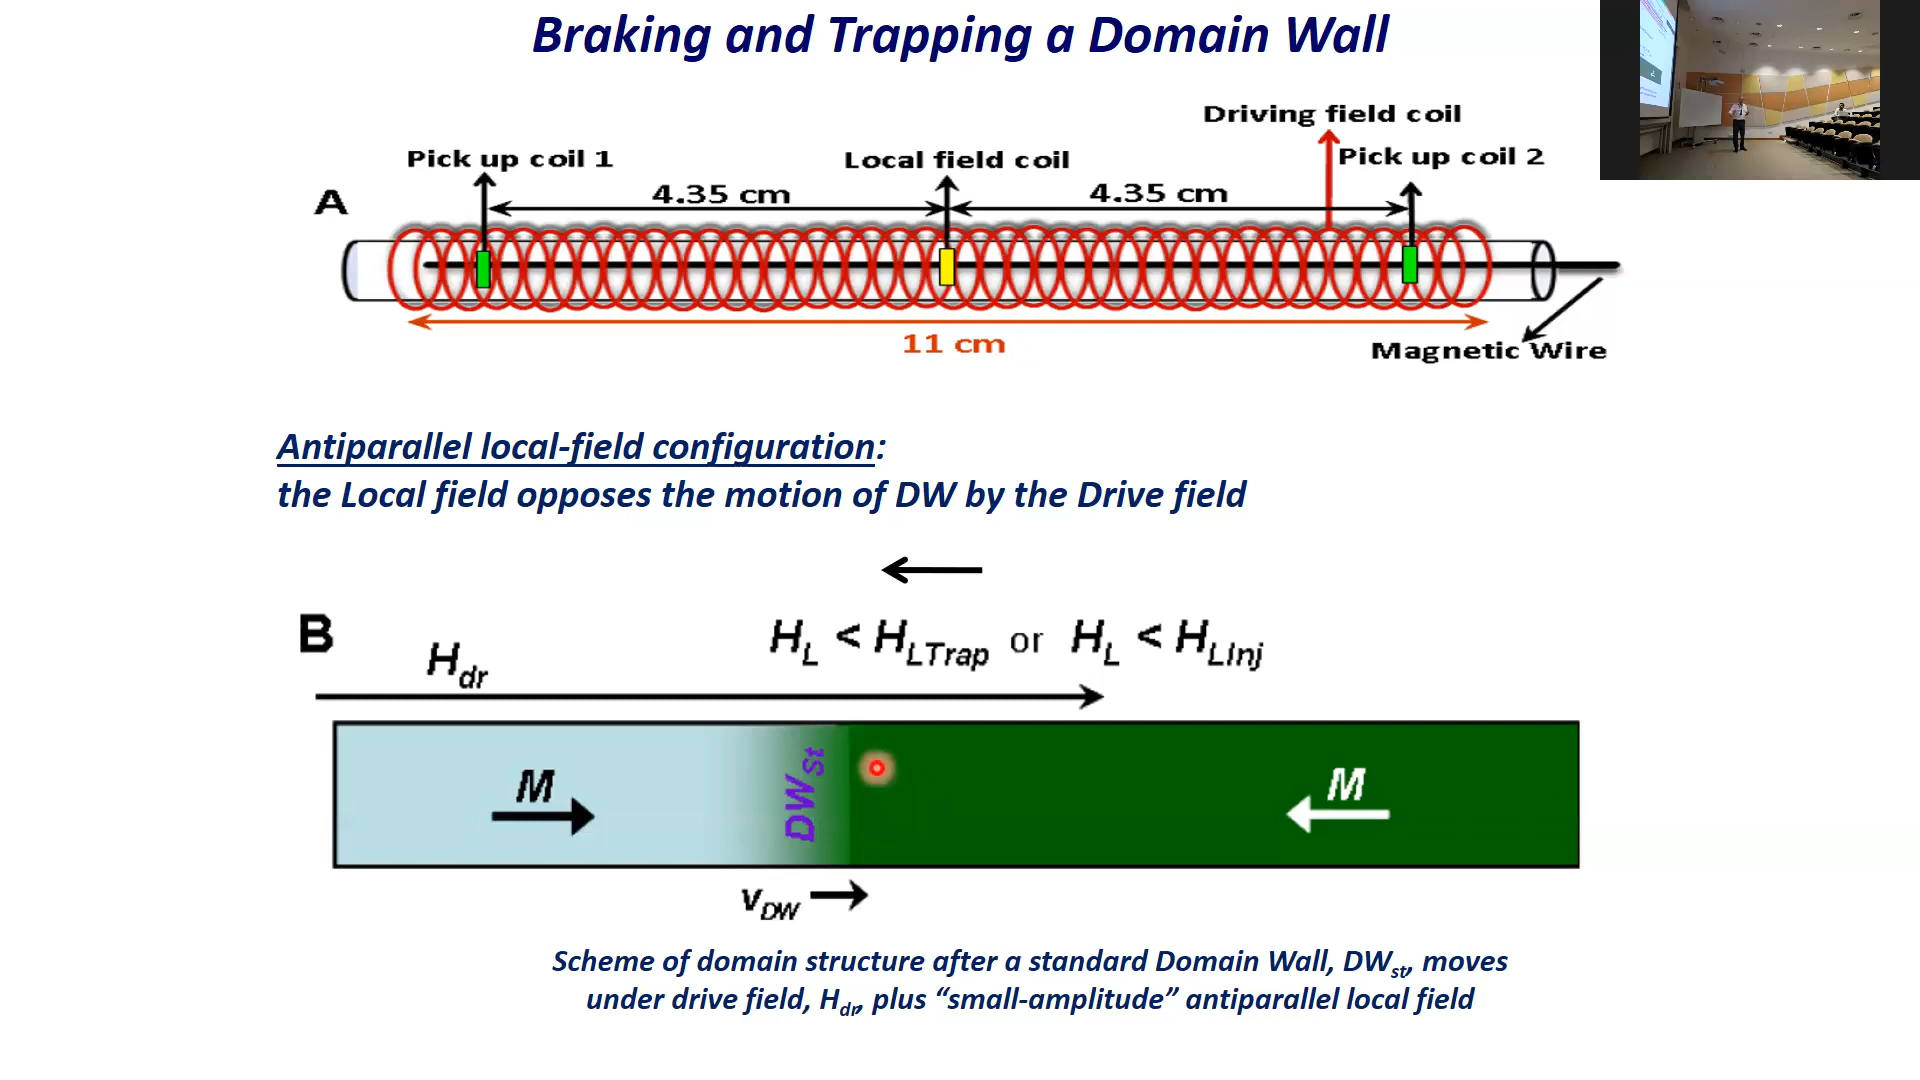 Braking and Trapping a Domain Wall
Driving field coil
Pick up coil 1
Local field coil
Pick up coil 2
A
4.35 cm
4.35 cm
11 cm
Magnetic Wire
Antiparallel local-field configuration:
the Local field opposes the motion of DW by the Drive field
B
H_dr
H_L < H_LTrap or H_L < H_LInj
M
DW_st
M
v_DW
Scheme of domain structure after a standard Domain Wall, DW_st, moves
under drive field, H_dr, plus “small-amplitude” antiparallel local field